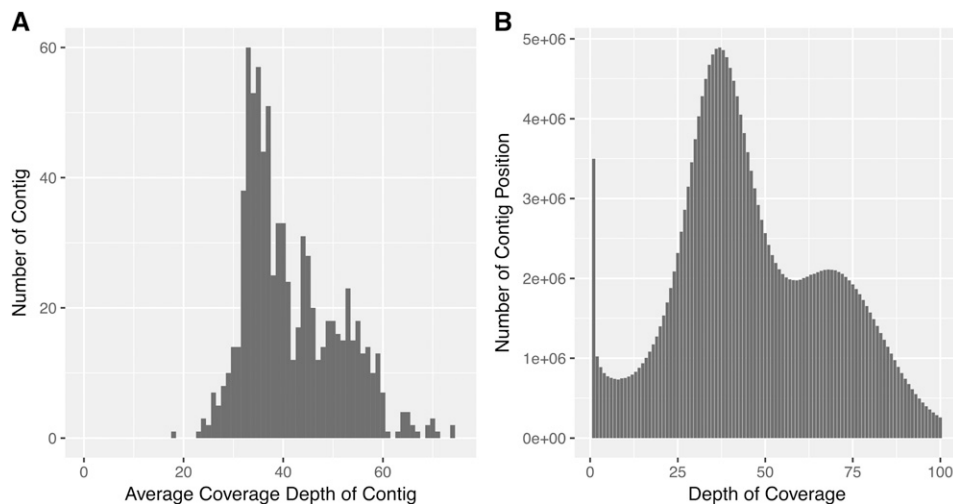 A
Number of Contig
60
40
20
0
0 20 40 60
Average Coverage Depth of Contig
B
Number of Contig Position
5e+06
4e+06
3e+06
2e+06
1e+06
0e+00
0 25 50 75 100
Depth of Coverage